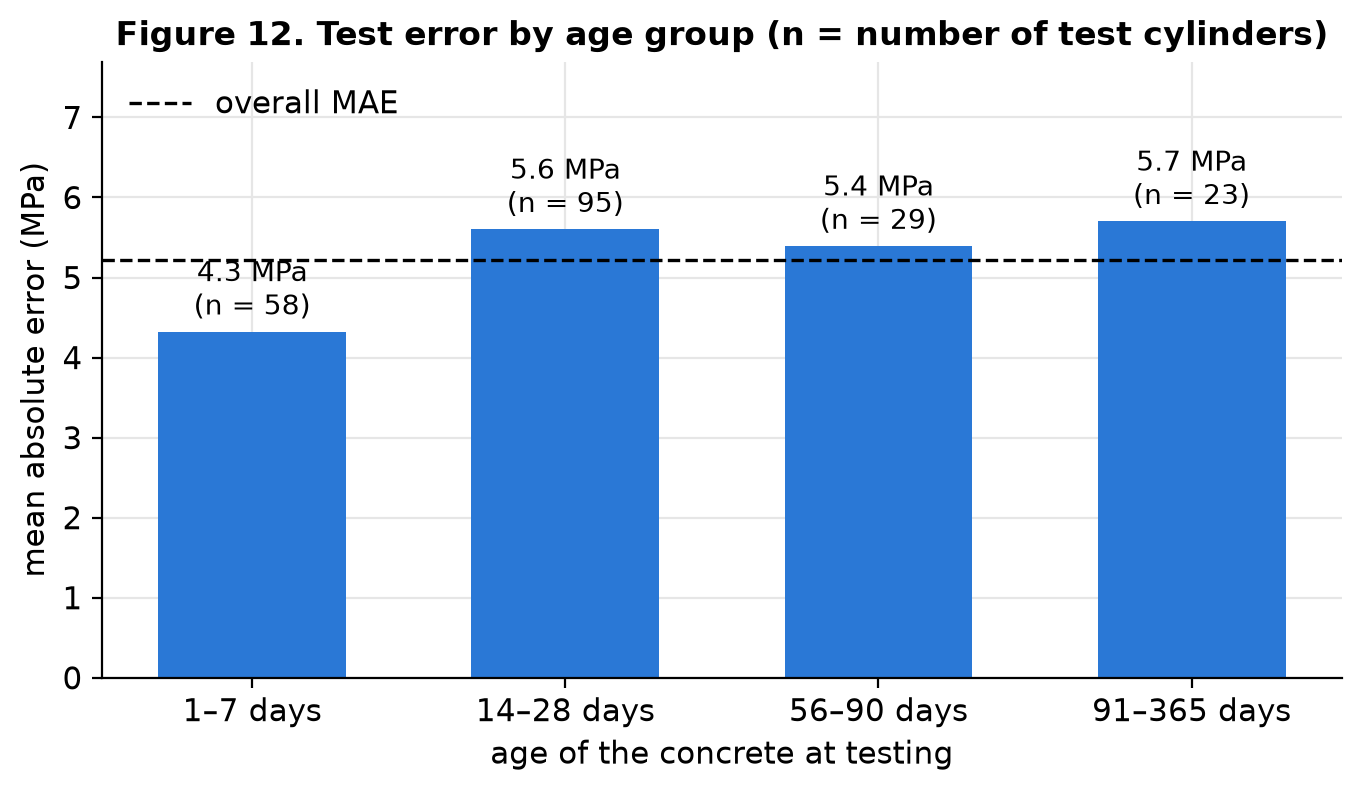 Figure 12. Test error by age group (n = number of test cylinders)
overall MAE
mean absolute error (MPa)
7
6
5
4
3
2
1
0
4.3 MPa
(n = 58)
5.6 MPa
(n = 95)
5.4 MPa
(n = 29)
5.7 MPa
(n = 23)
1–7 days
14–28 days
56–90 days
91–365 days
age of the concrete at testing